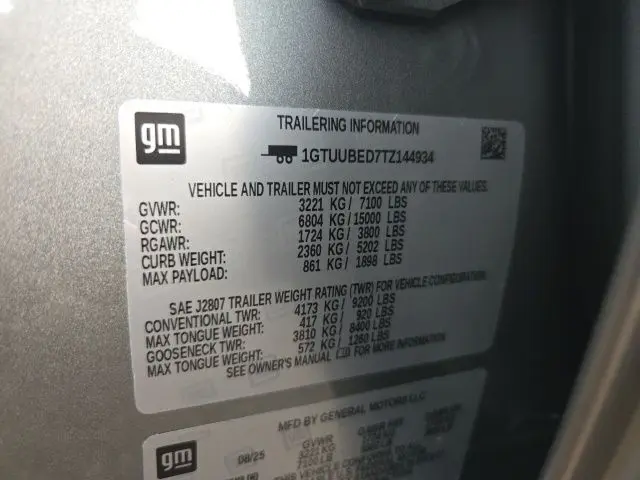 gm
TRAILERING INFORMATION
1GTUUBED7TZ144934
VEHICLE AND TRAILER MUST NOT EXCEED ANY OF THESE VALUES.
GVWR: 3221 KG / 7100 LBS
GCWR: 6804 KG / 15000 LBS
RGAWR: 1724 KG / 3800 LBS
CURB WEIGHT: 2360 KG / 5202 LBS
MAX PAYLOAD: 861 KG / 1898 LBS
SAE J2807 TRAILER WEIGHT RATING (TWR) FOR VEHICLE CONFIGURATION.
CONVENTIONAL TWR: 4173 KG / 9200 LBS
MAX TONGUE WEIGHT: 417 KG / 920 LBS
GOOSENECK TWR: 3810 KG / 8400 LBS
MAX TONGUE WEIGHT: 572 KG / 1260 LBS
SEE OWNER'S MANUAL FOR MORE INFORMATION
gm
MFD BY GENERAL MOTORS LLC
08/25
GVWR
3221 KG
7100 LB